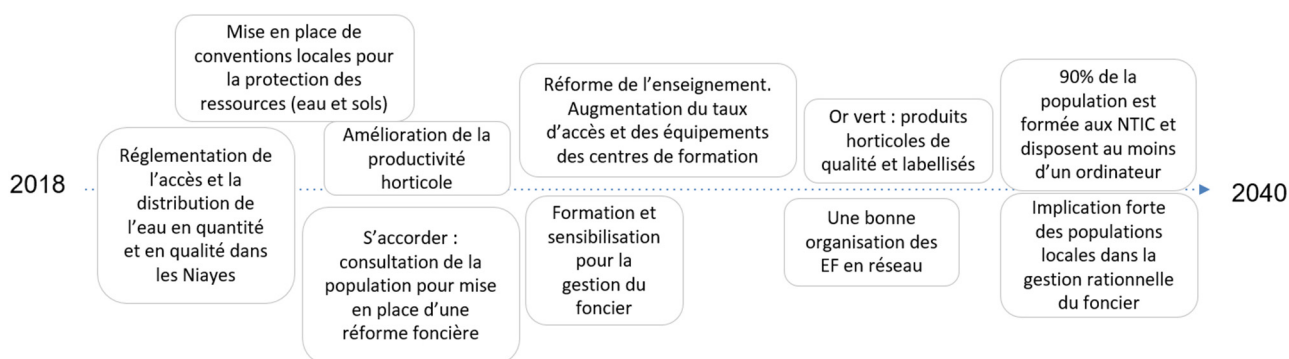 2018
Réglementation de
l'accès et la
distribution de
l'eau en quantité
et en qualité dans
les Niayes
Mise en place de
conventions locales pour
la protection des
ressources (eau et sols)
Amélioration de la
productivité
horticole
S'accorder :
consultation de la
population pour mise
en place d'une
réforme foncière
Réforme de l'enseignement.
Augmentation du taux
d'accès et des équipements
des centres de formation
Formation et
sensibilisation
pour la
gestion du
foncier
Or vert : produits
horticoles de
qualité et labellisés
Une bonne
organisation des
EF en réseau
90% de la
population est
formée aux NTIC et
disposent au moins
d'un ordinateur
Implication forte
des populations
locales dans la
gestion rationnelle
du foncier
2040